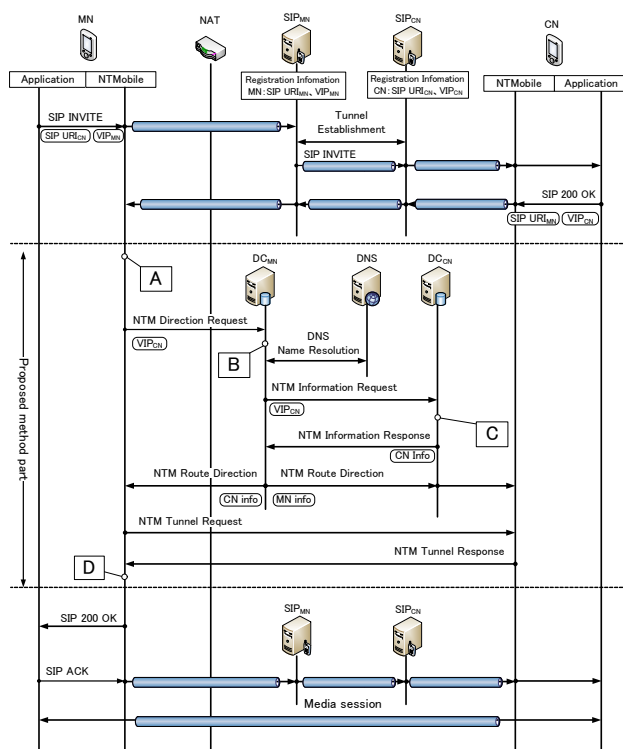 MN
NAT
SIPMN
SIPCN
CN
Application
NTMobile
Registration Infomation
MN: SIP URIMN、VIPMN
Registration Infomation
CN: SIP URICN、VIPCN
NTMobile
Application
SIP INVITE
SIP URICN
VIPMN
Tunnel
Establishment
SIP INVITE
SIP 200 OK
SIP URIMN
VIPCN
Proposed method part
A
DCMN
DNS
DCCN
NTM Direction Request
VIPCN
B
DNS
Name Resolution
NTM Information Request
VIPCN
C
NTM Information Response
CN Info
NTM Route Direction
NTM Route Direction
CN info
MN info
NTM Tunnel Request
NTM Tunnel Response
D
SIP 200 OK
SIPMN
SIPCN
SIP ACK
Media session